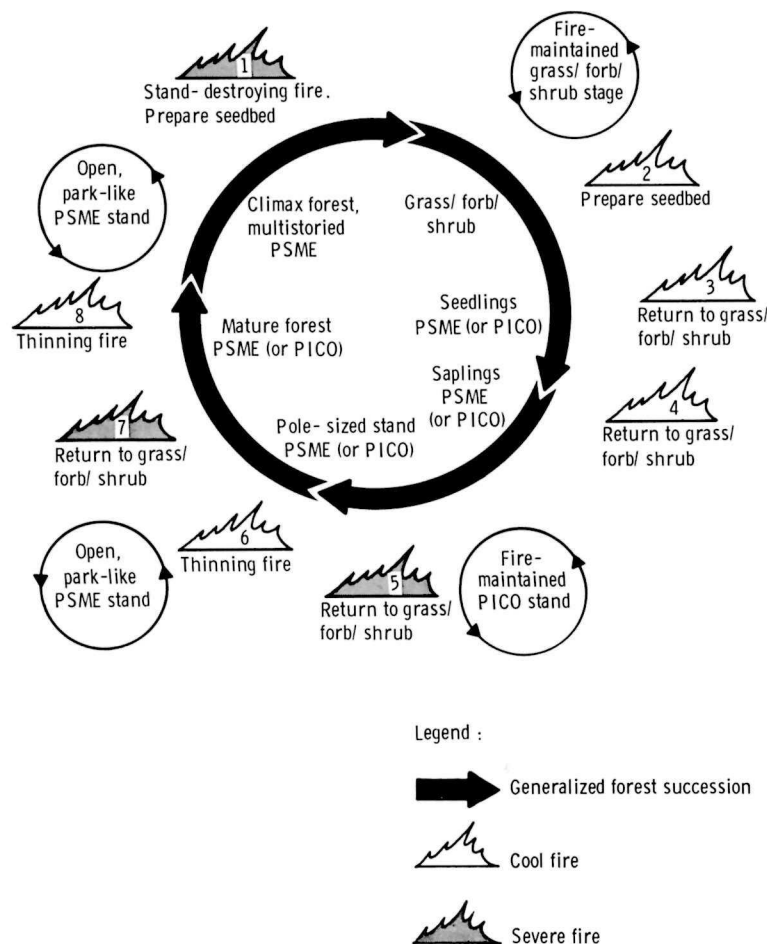 1
Stand- destroying fire.
Prepare seedbed
Fire-
maintained
grass/ forb/
shrub stage
2
Prepare seedbed
Open,
park-like
PSME stand
Climax forest,
multistoried
PSME
Grass/ forb/
shrub
3
Return to grass/
forb/ shrub
Seedlings
PSME (or PICO)
8
Thinning fire
Mature forest
PSME (or PICO)
Saplings
PSME
(or PICO)
4
Return to grass/
forb/ shrub
7
Return to grass/
forb/ shrub
Pole- sized stand
PSME (or PICO)
Open,
park-like
PSME stand
6
Thinning fire
5
Return to grass/
forb/ shrub
Fire-
maintained
PICO stand
Legend :
Generalized forest succession
Cool fire
Severe fire